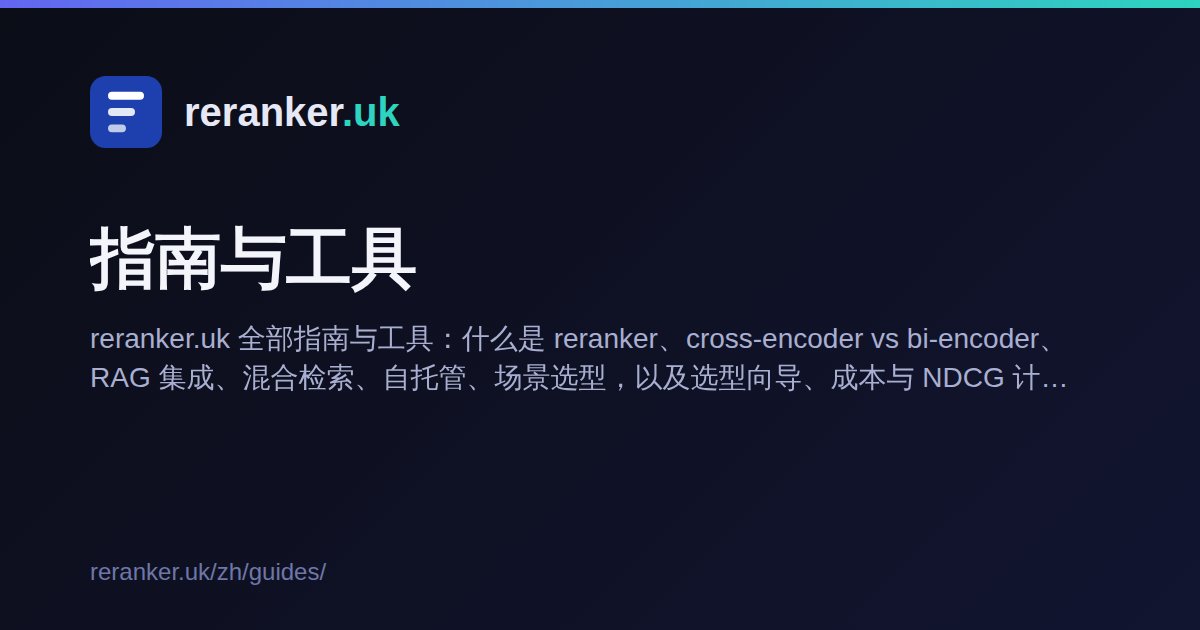 reranker.uk
指南与工具
reranker.uk 全部指南与工具：什么是 reranker、cross-encoder vs bi-encoder、
RAG 集成、混合检索、自托管、场景选型，以及选型向导、成本与 NDCG 计…
reranker.uk/zh/guides/